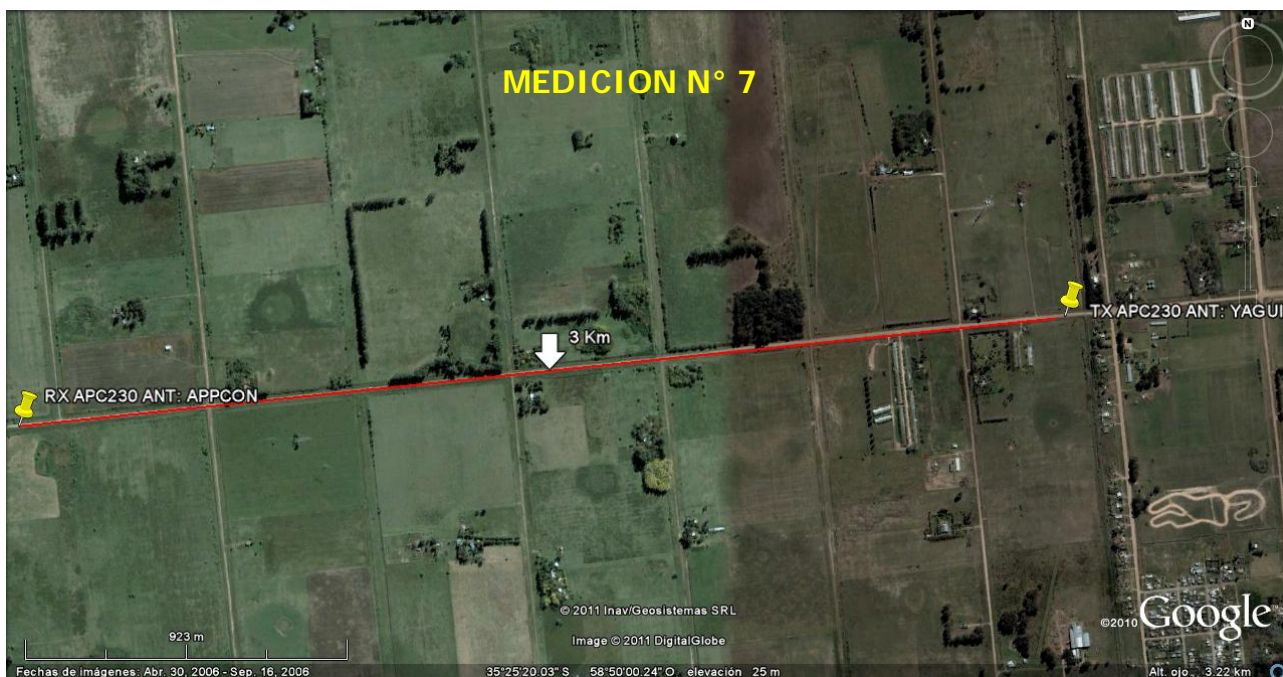 MEDICION N° 7
N
TX APC230 ANT: YAGUI
3 Km
RX APC230 ANT: APPCON
© 2011 Inav/Geosistemas SRL
©2010 Google
923 m
Image © 2011 DigitalGlobe
Fechas de imágenes: Abr. 30, 2006 - Sep. 16, 2006 35°25'20.03" S 58°50'00.24" O elevación 25 m Alt. ojo 3.22 km